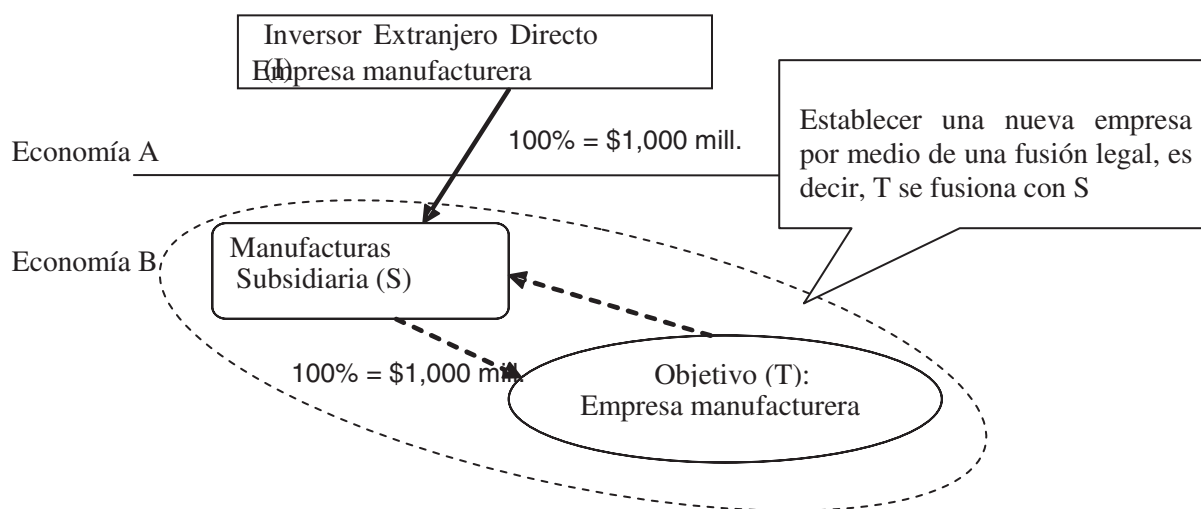 Inversor Extranjero Directo
(I)
Empresa manufacturera
100% = $1,000 mill.
Economía A
Establecer una nueva empresa
por medio de una fusión legal, es
decir, T se fusiona con S
Economía B
Manufacturas
Subsidiaria (S)
100% = $1,000 mill.
Objetivo (T):
Empresa manufacturera